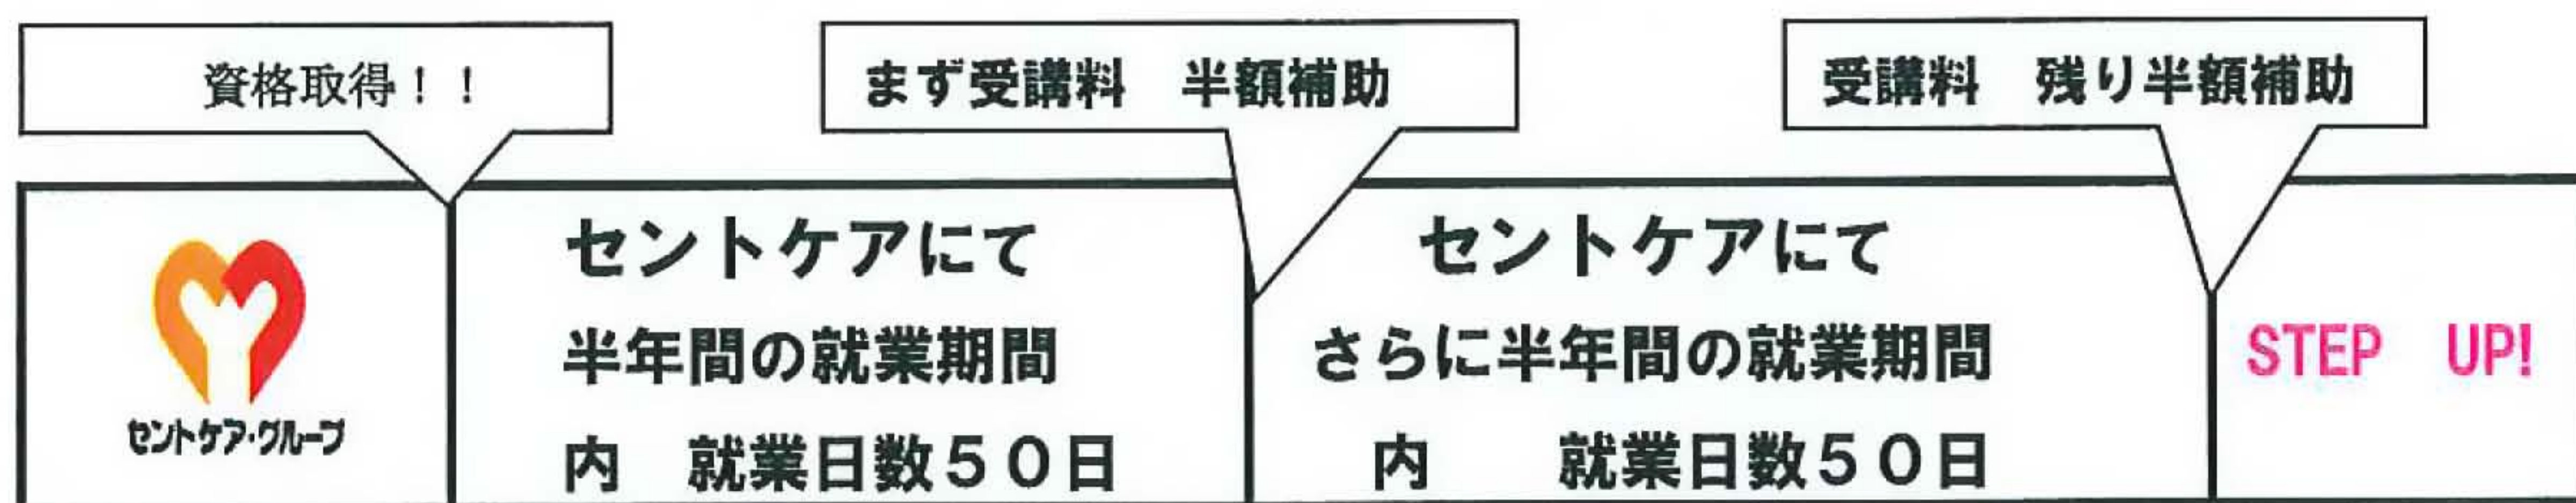 資格取得！！
まず受講料　半額補助
受講料　残り半額補助
セントケア・グループ
セントケアにて
半年間の就業期間
内　就業日数５０日
セントケアにて
さらに半年間の就業期間
内　　就業日数５０日
STEP　UP!